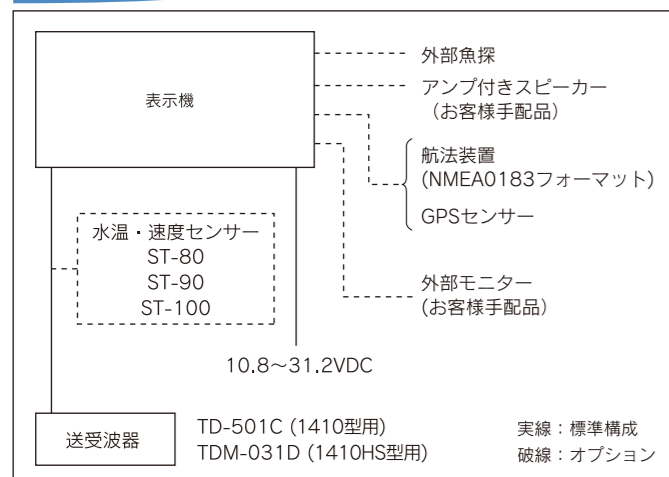 表示機
外部魚探
アンプ付きスピーカー
(お客様手配品)
航法装置
(NMEA0183フォーマット)
GPSセンサー
外部モニター
(お客様手配品)
水温・速度センサー
ST-80
ST-90
ST-100
10.8～31.2VDC
送受波器
TD-501C (1410型用)
TDM-031D (1410HS型用)
実線：標準構成
破線：オプション